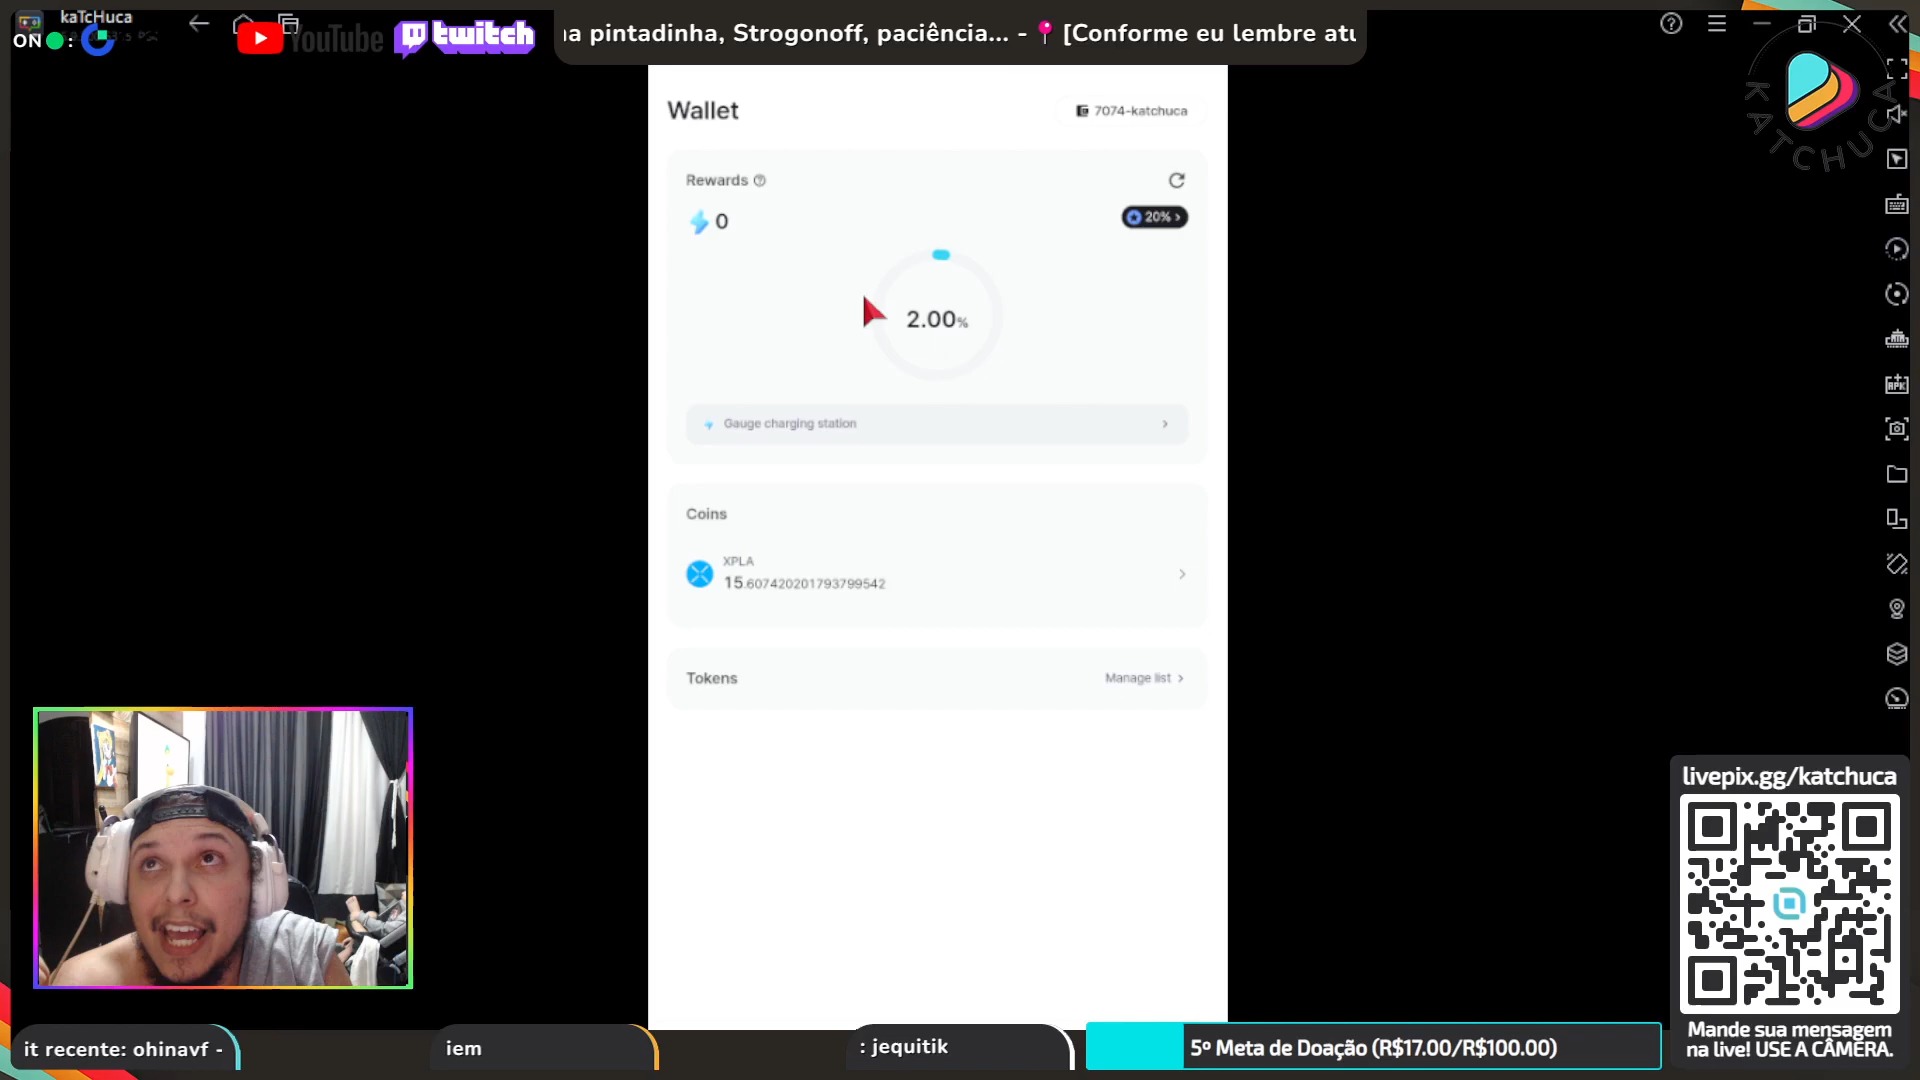 kaTcHuca
ON :
YouTube
twitch
na pintadinha, Strogonoff, paciência... - 📍 [Conforme eu lembre atu
KATCHUCA
Wallet
7074-katchuca
Rewards
0
20% >
2.00%
Gauge charging station
Coins
XPLA
15.607420201793799542
Tokens
Manage list >
livepix.gg/katchuca
Mande sua mensagem
na live! USE A CÂMERA.
it recente: ohinavf -
iem
: jequitik
5º Meta de Doação (R$17.00/R$100.00)